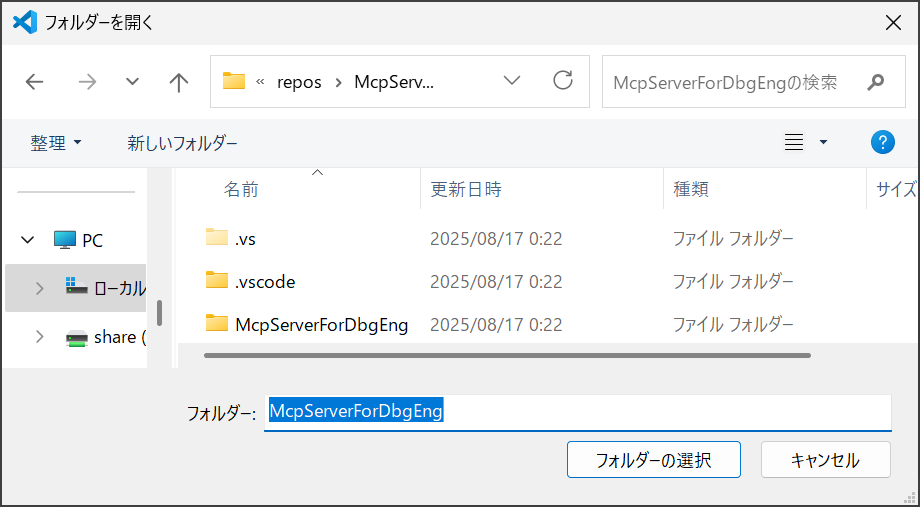 フォルダーを開く
« repos › McpServ...
McpServerForDbgEngの検索
整理
新しいフォルダー
?
名前 更新日時 種類 サイズ
PC
ローカル
share (
.vs 2025/08/17 0:22 ファイル フォルダー
.vscode 2025/08/17 0:22 ファイル フォルダー
McpServerForDbgEng 2025/08/17 0:22 ファイル フォルダー
フォルダー: McpServerForDbgEng
フォルダーの選択
キャンセル